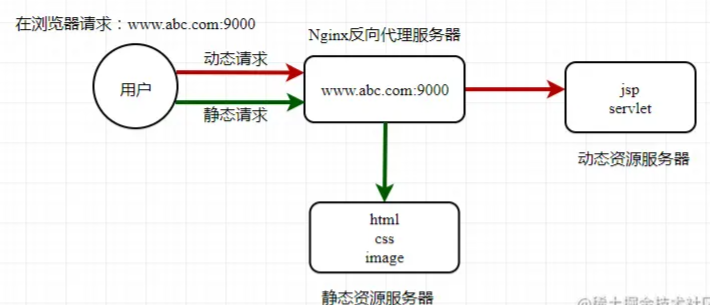 在浏览器请求：www.abc.com:9000
Nginx反向代理服务器
动态请求
用户
www.abc.com:9000
静态请求
jsp
servlet
动态资源服务器
html
css
image
静态资源服务器
@稀土掘金技术社区